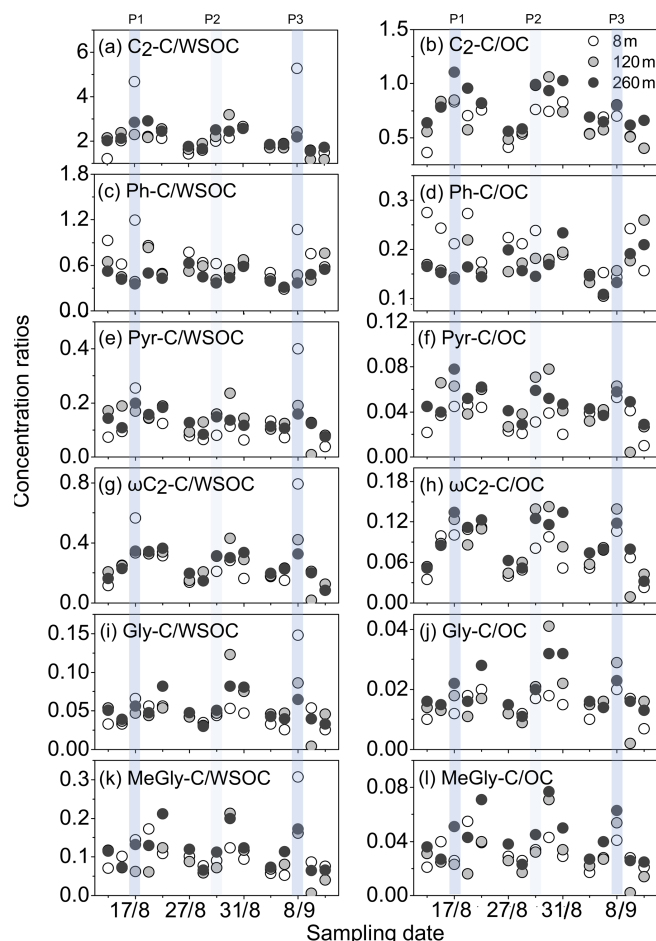 P1 P2 P3 P1 P2 P3
(a) C2-C/WSOC
6
4
2
(b) C2-C/OC
1.5
1.0
0.5
8 m
120 m
260 m
(c) Ph-C/WSOC
1.8
1.2
0.6
0.0
(d) Ph-C/OC
0.3
0.2
0.1
(e) Pyr-C/WSOC
0.4
0.2
0.0
(f) Pyr-C/OC
0.12
0.08
0.04
0.00
(g) ωC2-C/WSOC
0.8
0.4
0.0
(h) ωC2-C/OC
0.18
0.12
0.06
0.00
(i) Gly-C/WSOC
0.15
0.10
0.05
0.00
(j) Gly-C/OC
0.04
0.02
0.00
(k) MeGly-C/WSOC
0.3
0.2
0.1
0.0
(l) MeGly-C/OC
0.08
0.04
0.00
Concentration ratios
17/8 27/8 31/8 8/9 17/8 27/8 31/8 8/9
Sampling date